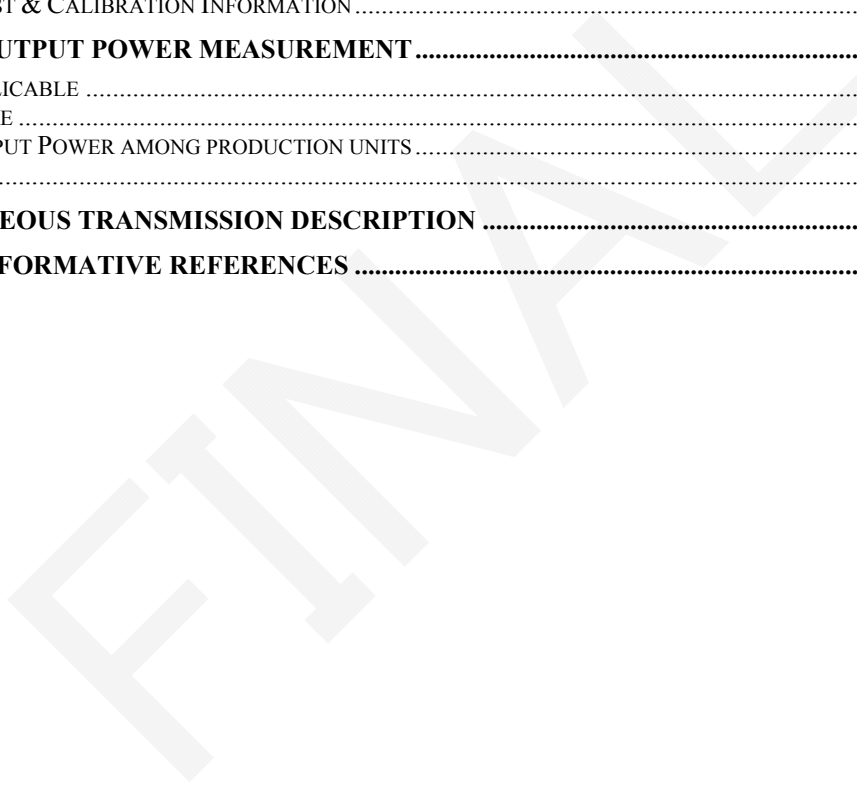 ST & CALIBRATION INFORMATION ........................................................................
UTPUT POWER MEASUREMENT ........................................................................
LICABLE ........................................................................
E ........................................................................
PUT POWER AMONG PRODUCTION UNITS ........................................................................
........................................................................
EOUS TRANSMISSION DESCRIPTION ........................................................................
FORMATIVE REFERENCES ........................................................................
FINAL